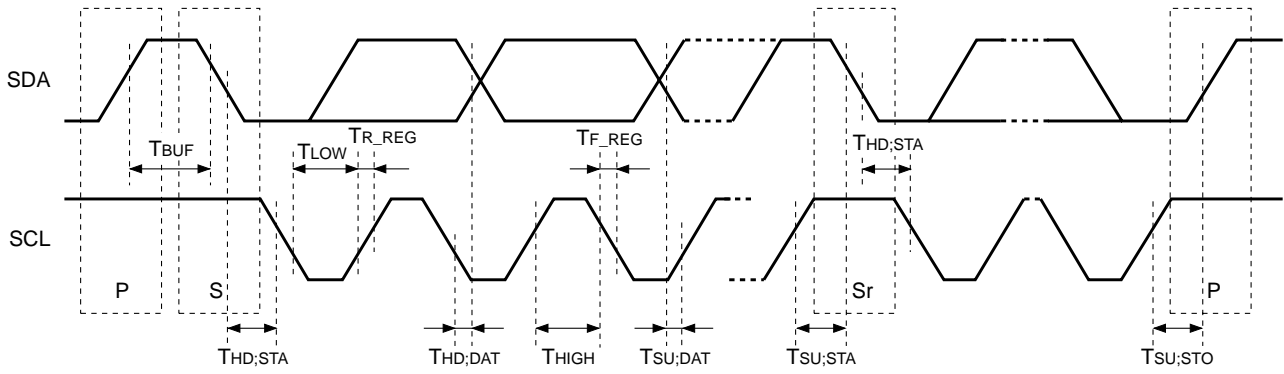 SDA
TBUF
TLOW
TR_REG
TF_REG
THD;STA
SCL
P
S
Sr
P
THD;STA
THD;DAT
THIGH
TSU;DAT
TSU;STA
TSU;STO